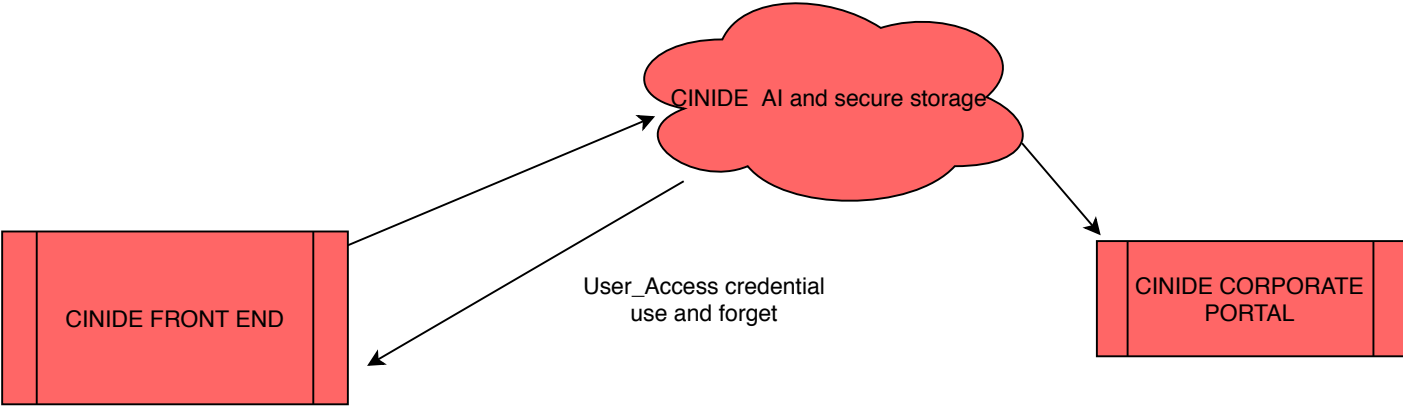 CINIDE  AI and secure storage
User_Access credential
use and forget
CINIDE FRONT END
CINIDE CORPORATE
PORTAL